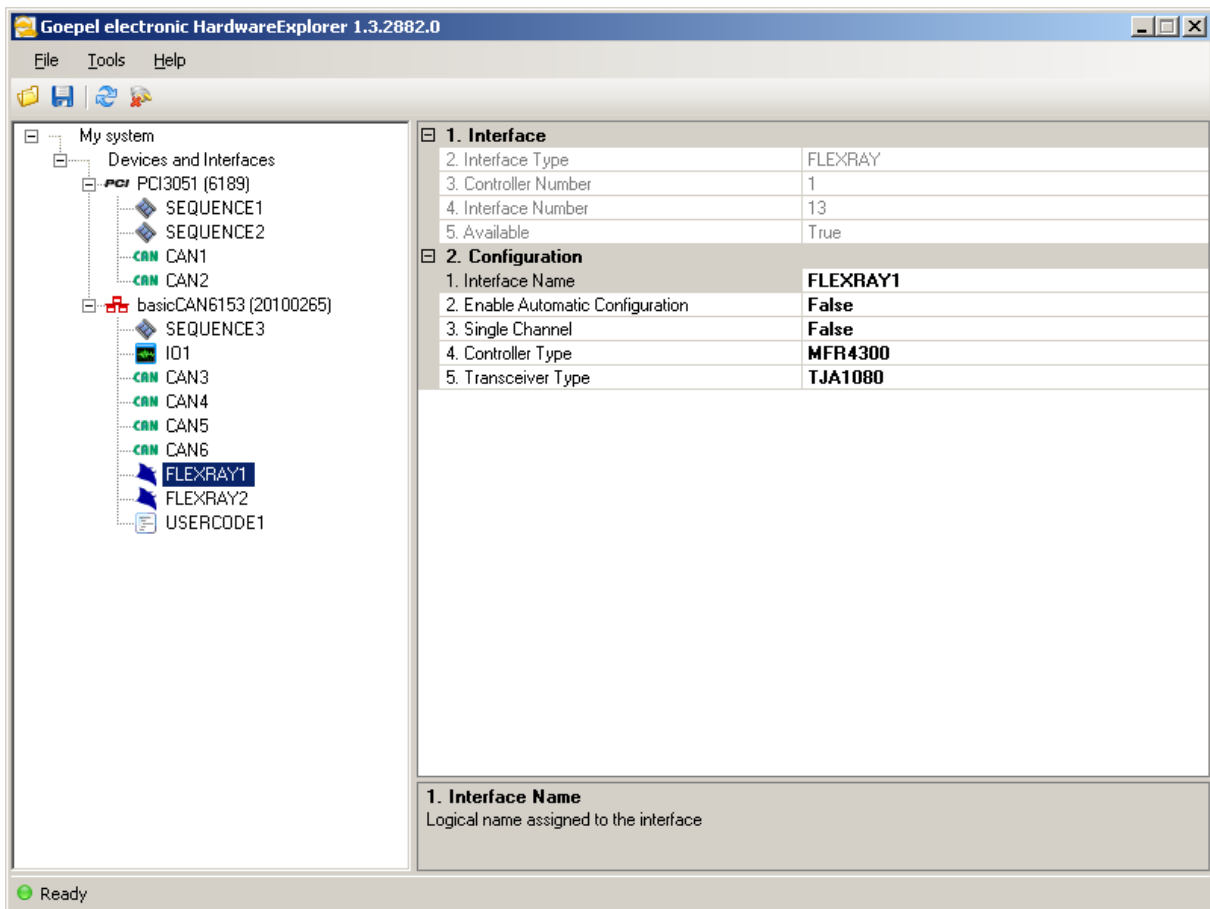 Goepel electronic HardwareExplorer 1.3.2882.0
File Tools Help
My system
Devices and Interfaces
PCI PCI3051 (6189)
SEQUENCE1
SEQUENCE2
CAN CAN1
CAN CAN2
basicCAN6153 (20100265)
SEQUENCE3
IO1
CAN CAN3
CAN CAN4
CAN CAN5
CAN CAN6
FLEXRAY1
FLEXRAY2
USERCODE1
1. Interface
2. Interface Type FLEXRAY
3. Controller Number 1
4. Interface Number 13
5. Available True
2. Configuration
1. Interface Name FLEXRAY1
2. Enable Automatic Configuration False
3. Single Channel False
4. Controller Type MFR4300
5. Transceiver Type TJA1080
1. Interface Name
Logical name assigned to the interface
Ready